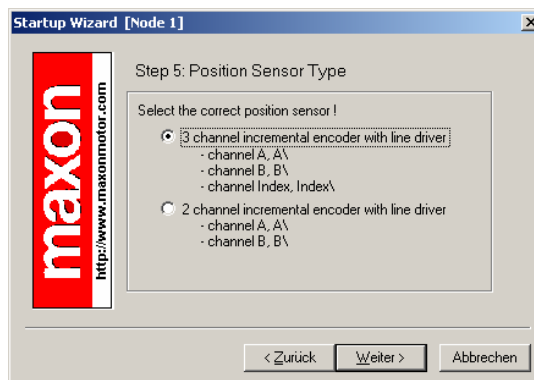 Startup Wizard [Node 1]
maxon
http://www.maxonmotor.com
Step 5: Position Sensor Type
Select the correct position sensor !
3 channel incremental encoder with line driver
- channel A, A\
- channel B, B\
- channel Index, Index\
2 channel incremental encoder with line driver
- channel A, A\
- channel B, B\
< Zurück
Weiter >
Abbrechen